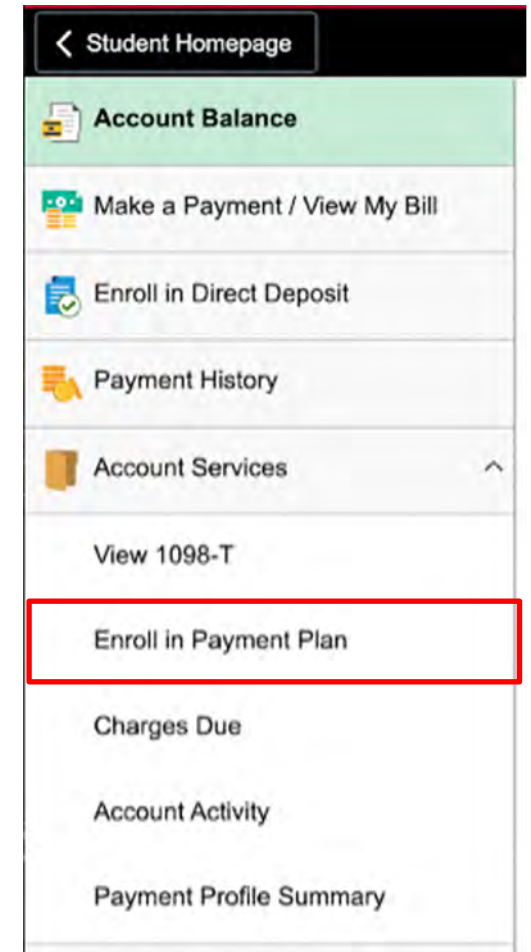 Student Homepage
Account Balance
Make a Payment / View My Bill
Enroll in Direct Deposit
Payment History
Account Services
View 1098-T
Enroll in Payment Plan
Charges Due
Account Activity
Payment Profile Summary